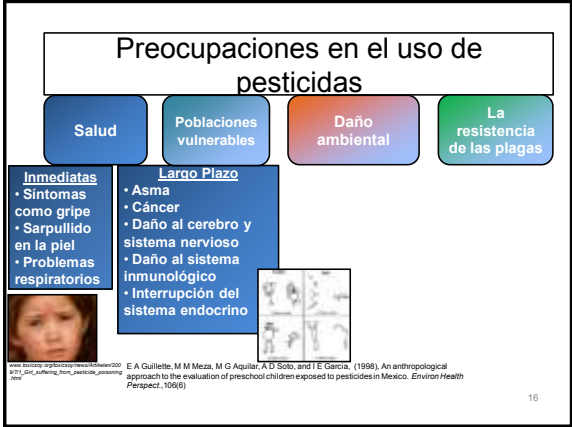 Preocupaciones en el uso de
pesticidas
Salud
Poblaciones
vulnerables
Daño
ambiental
La
resistencia
de las plagas
Inmediatas
• Síntomas
como gripe
• Sarpullido
en la piel
• Problemas
respiratorios
Largo Plazo
• Asma
• Cáncer
• Daño al cerebro y
sistema nervioso
• Daño al sistema
inmunológico
• Interrupción del
sistema endocrino
E A Guillette, M M Meza, M G Aquilar, A D Soto, and I E Garcia, (1998), An anthropological
approach to the evaluation of preschool children exposed to pesticides in Mexico. Environ Health
Perspect.,106(6)
16